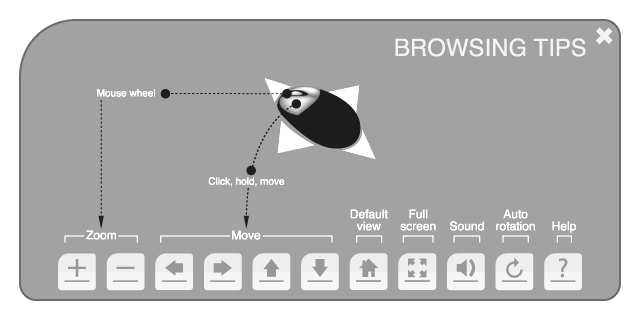 BROWSING TIPS
Mouse wheel
Click, hold, move
Zoom
Move
Default
view
Full
screen
Sound
Auto
rotation
Help
?